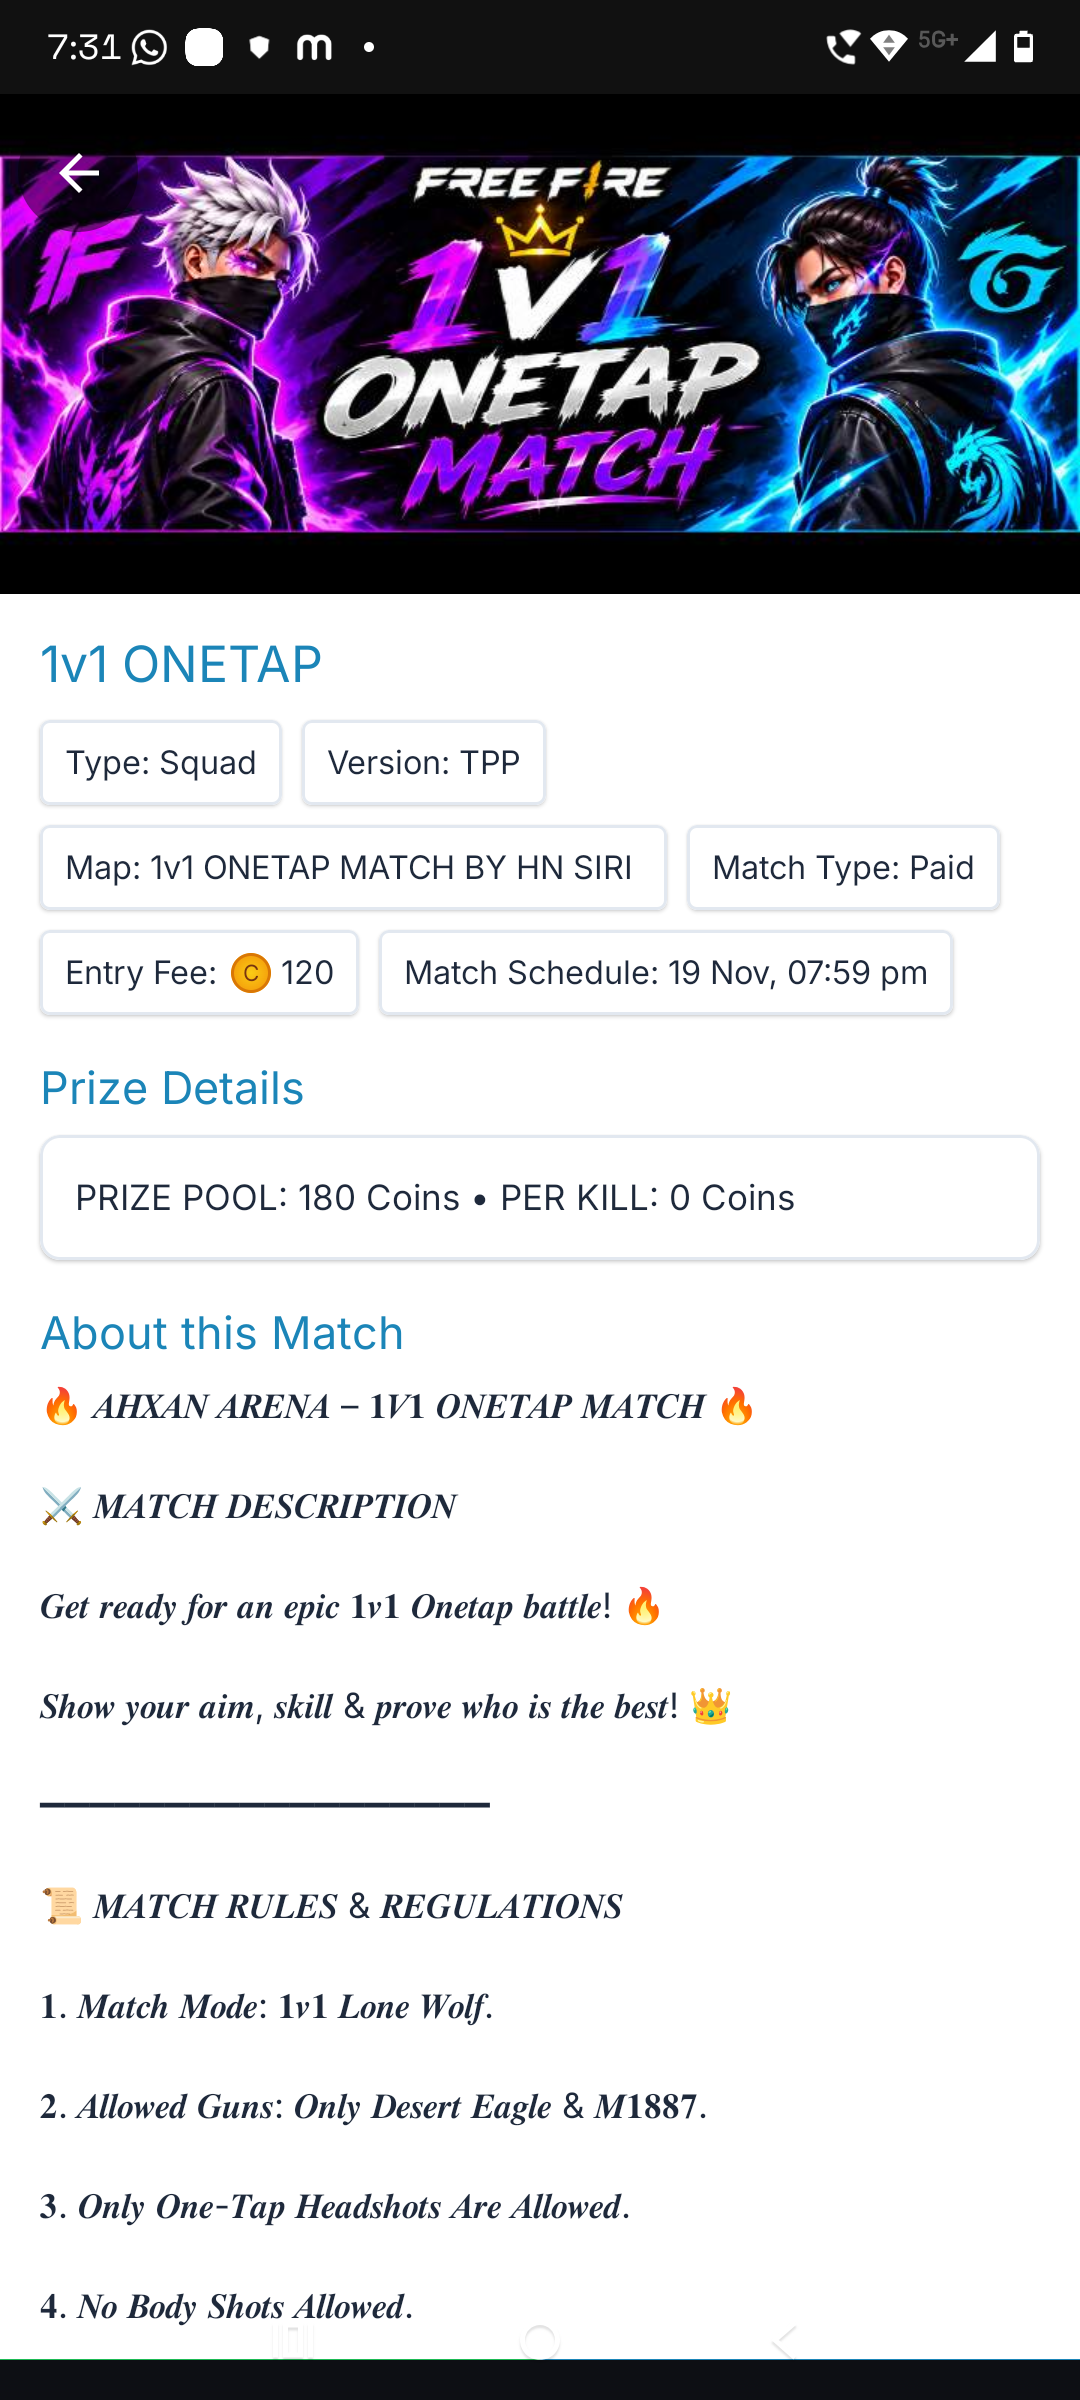 7:31
5G+
FREE FIRE
1V1
ONETAP
MATCH
1v1 ONETAP
Type: Squad
Version: TPP
Map: 1v1 ONETAP MATCH BY HN SIRI
Match Type: Paid
Entry Fee: C 120
Match Schedule: 19 Nov, 07:59 pm
Prize Details
PRIZE POOL: 180 Coins • PER KILL: 0 Coins
About this Match
🔥 AHXAN ARENA – 1V1 ONETAP MATCH 🔥
⚔️ MATCH DESCRIPTION
Get ready for an epic 1v1 Onetap battle! 🔥
Show your aim, skill & prove who is the best! 👑
📜 MATCH RULES & REGULATIONS
1. Match Mode: 1v1 Lone Wolf.
2. Allowed Guns: Only Desert Eagle & M1887.
3. Only One-Tap Headshots Are Allowed.
4. No Body Shots Allowed.